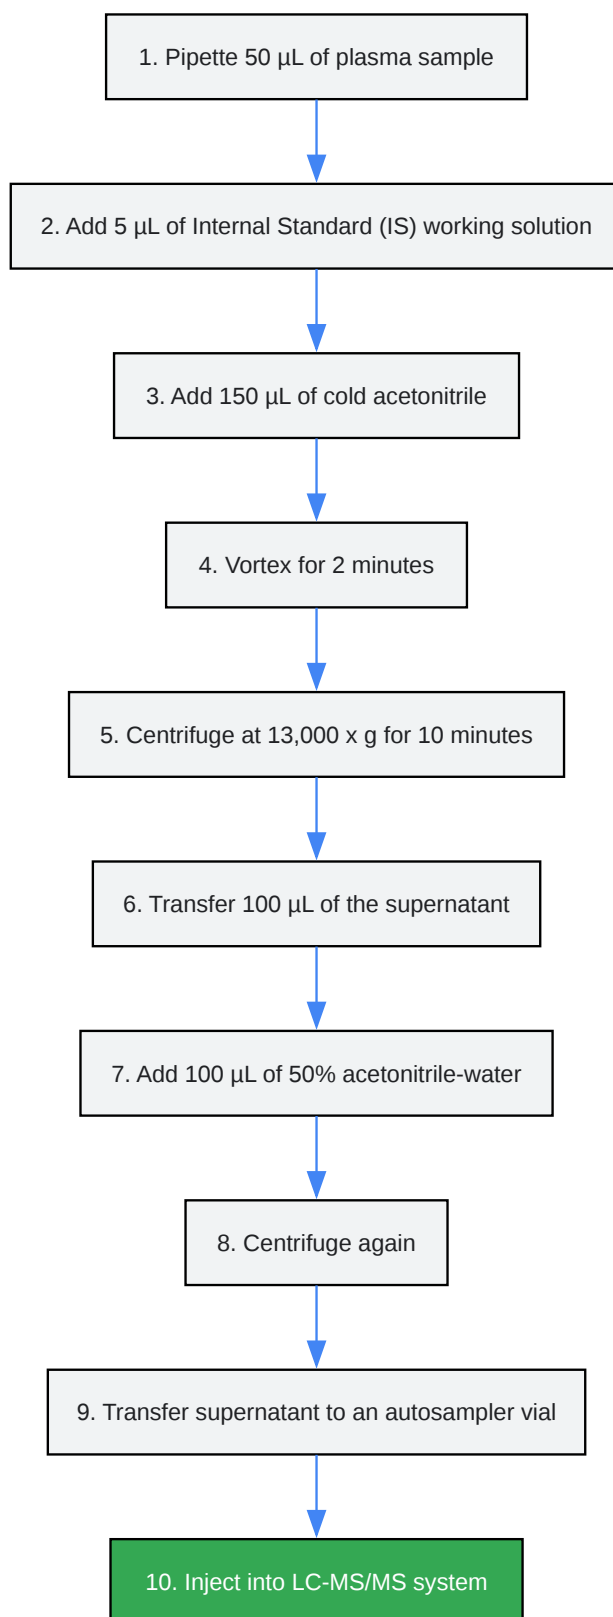 1. Pipette 50 µL of plasma sample
2. Add 5 µL of Internal Standard (IS) working solution
3. Add 150 µL of cold acetonitrile
4. Vortex for 2 minutes
5. Centrifuge at 13,000 x g for 10 minutes
6. Transfer 100 µL of the supernatant
7. Add 100 µL of 50% acetonitrile-water
8. Centrifuge again
9. Transfer supernatant to an autosampler vial
10. Inject into LC-MS/MS system